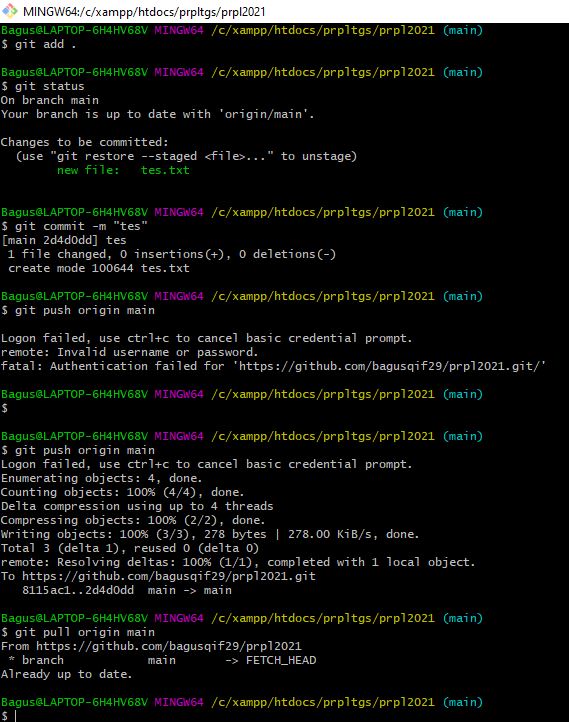 MINGW64:/c/xampp/htdocs/prpltgs/prpl2021
Bagus@LAPTOP-6H4HV68V MINGW64 /c/xampp/htdocs/prpltgs/prpl2021 (main)
$ git add .
Bagus@LAPTOP-6H4HV68V MINGW64 /c/xampp/htdocs/prpltgs/prpl2021 (main)
$ git status
On branch main
Your branch is up to date with 'origin/main'.
Changes to be committed:
  (use "git restore --staged <file>..." to unstage)
        new file:   tes.txt
Bagus@LAPTOP-6H4HV68V MINGW64 /c/xampp/htdocs/prpltgs/prpl2021 (main)
$ git commit -m "tes"
[main 2d4d0dd] tes
 1 file changed, 0 insertions(+), 0 deletions(-)
 create mode 100644 tes.txt
Bagus@LAPTOP-6H4HV68V MINGW64 /c/xampp/htdocs/prpltgs/prpl2021 (main)
$ git push origin main
Logon failed, use ctrl+c to cancel basic credential prompt.
remote: Invalid username or password.
fatal: Authentication failed for 'https://github.com/bagusqif29/prpl2021.git/'
Bagus@LAPTOP-6H4HV68V MINGW64 /c/xampp/htdocs/prpltgs/prpl2021 (main)
$
Bagus@LAPTOP-6H4HV68V MINGW64 /c/xampp/htdocs/prpltgs/prpl2021 (main)
$ git push origin main
Logon failed, use ctrl+c to cancel basic credential prompt.
Enumerating objects: 4, done.
Counting objects: 100% (4/4), done.
Delta compression using up to 4 threads
Compressing objects: 100% (2/2), done.
Writing objects: 100% (3/3), 278 bytes | 278.00 KiB/s, done.
Total 3 (delta 1), reused 0 (delta 0)
remote: Resolving deltas: 100% (1/1), completed with 1 local object.
To https://github.com/bagusqif29/prpl2021.git
   8115ac1..2d4d0dd  main -> main
Bagus@LAPTOP-6H4HV68V MINGW64 /c/xampp/htdocs/prpltgs/prpl2021 (main)
$ git pull origin main
From https://github.com/bagusqif29/prpl2021
 * branch            main       -> FETCH_HEAD
Already up to date.
Bagus@LAPTOP-6H4HV68V MINGW64 /c/xampp/htdocs/prpltgs/prpl2021 (main)
$